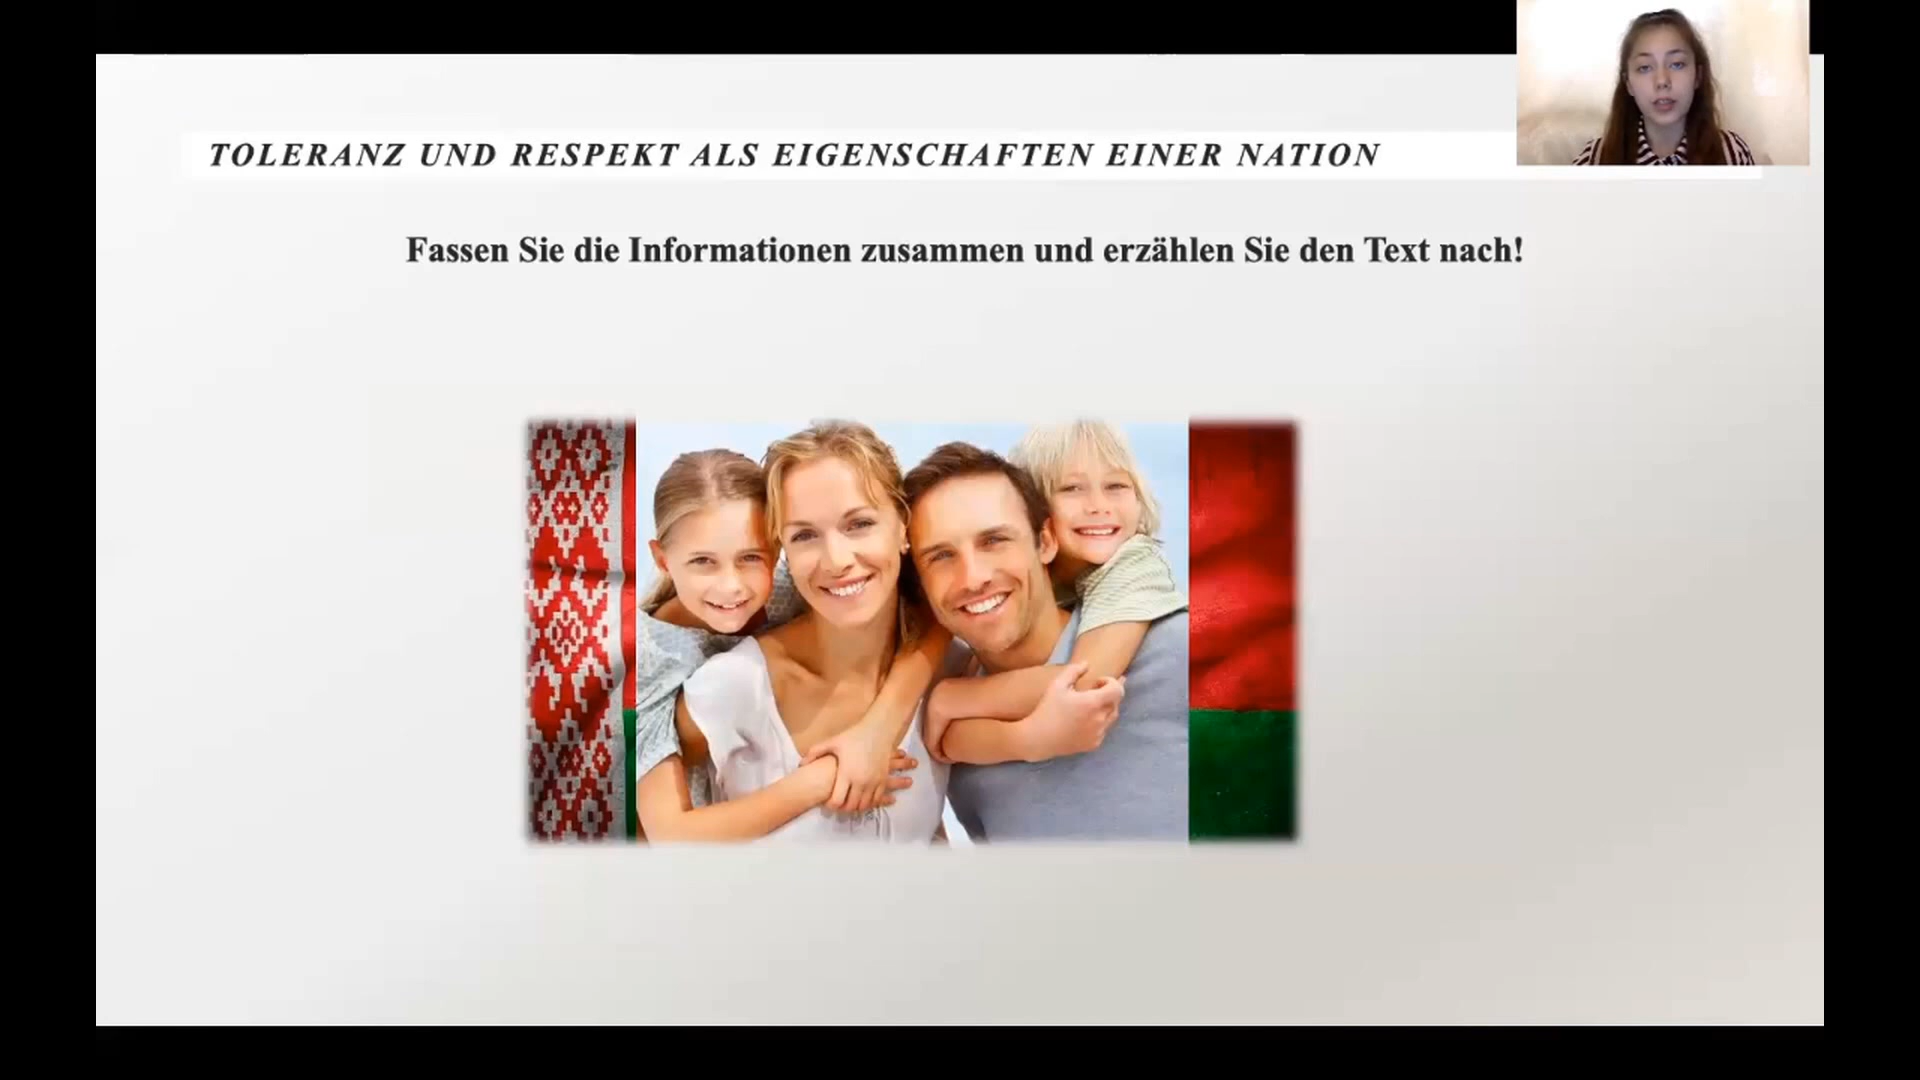 TOLERANZ UND RESPEKT ALS EIGENSCHAFTEN EINER NATION
Fassen Sie die Informationen zusammen und erzählen Sie den Text nach!